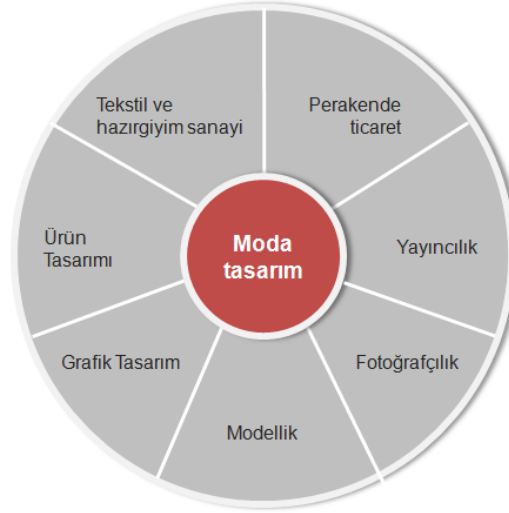 Tekstil ve
hazırgiyim sanayi
Perakende
ticaret
Ürün
Tasarımı
Moda
tasarım
Yayıncılık
Grafik Tasarım
Fotoğrafçılık
Modellik